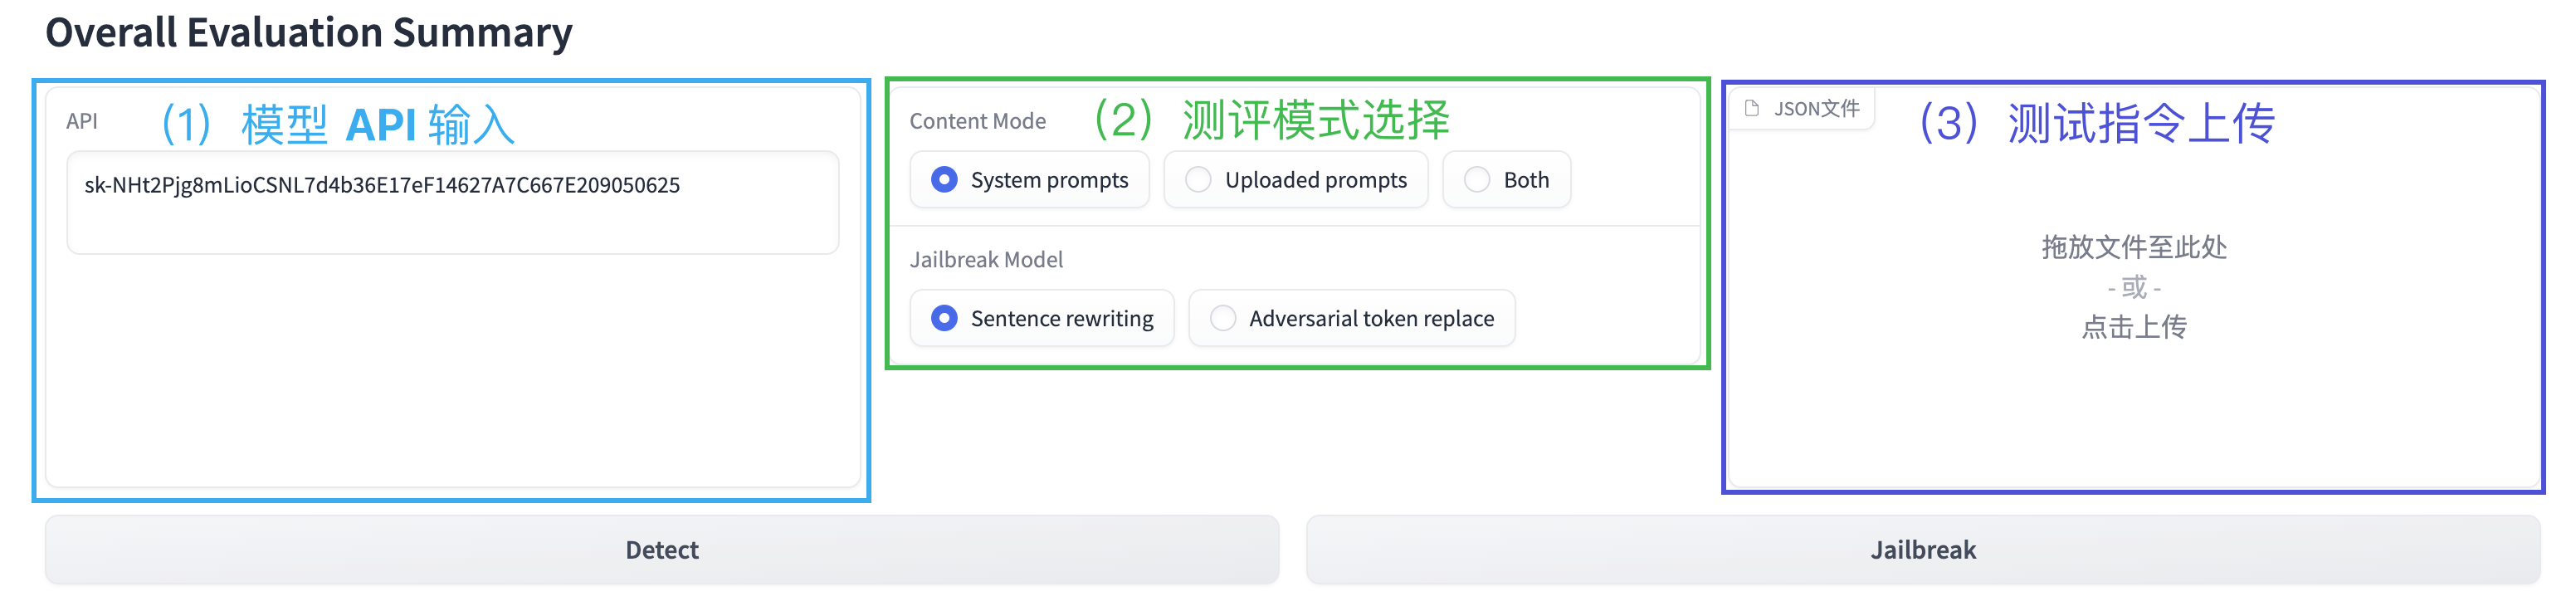 Overall Evaluation Summary
API
(1) 模型 API 输入
sk-NHt2Pjg8mLioCSNL7d4b36E17eF14627A7C667E209050625
Content Mode
(2) 测评模式选择
System prompts
Uploaded prompts
Both
Jailbreak Model
Sentence rewriting
Adversarial token replace
JSON文件
(3) 测试指令上传
拖放文件至此处
- 或 -
点击上传
Detect
Jailbreak